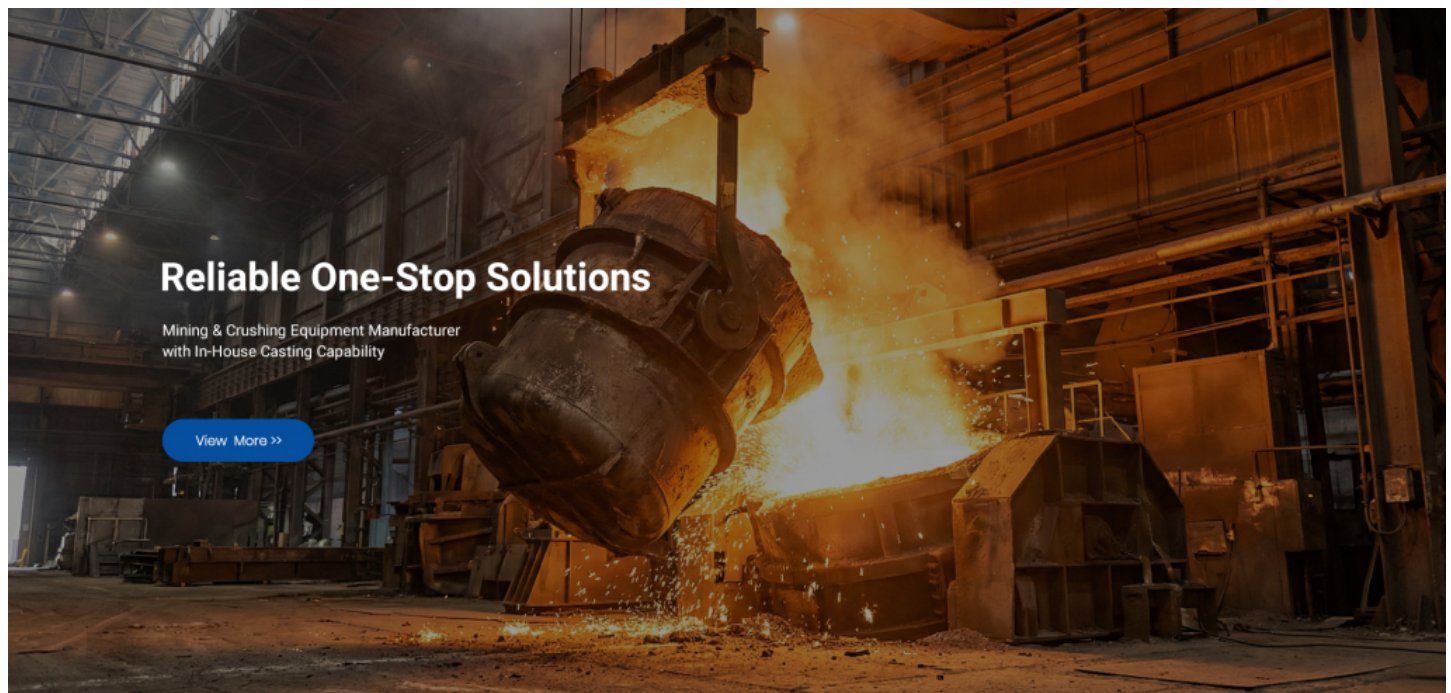 Reliable One-Stop Solutions
Mining & Crushing Equipment Manufacturer
with In-House Casting Capability
View More >>